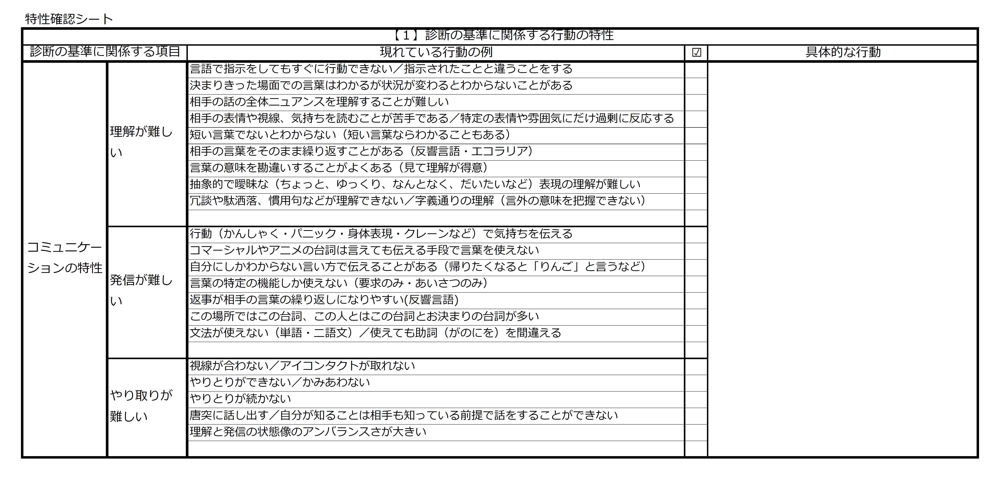 特性確認シート
【1】診断の基準に関係する行動の特性
診断の基準に関係する項目
現れている行動の例
☑
具体的な行動
コミュニケー
ションの特性
理解が難し
い
言語で指示をしてもすぐに行動できない／指示されたことと違うことをする
決まりきった場面での言葉はわかるが状況が変わるとわからないことがある
相手の話の全体ニュアンスを理解することが難しい
相手の表情や視線、気持ちを読むことが苦手である／特定の表情や雰囲気にだけ過剰に反応する
短い言葉でないとわからない（短い言葉ならわかることもある）
相手の言葉をそのまま繰り返すことがある（反響言語・エコラリア）
言葉の意味を勘違いすることがよくある（見て理解が得意）
抽象的で曖昧な（ちょっと、ゆっくり、なんとなく、だいたいなど）表現の理解が難しい
冗談や駄洒落、慣用句などが理解できない／字義通りの理解（言外の意味を把握できない）
発信が難し
い
行動（かんしゃく・パニック・身体表現・クレーンなど）で気持ちを伝える
コマーシャルやアニメの台詞は言えても伝える手段で言葉を使えない
自分にしかわからない言い方で伝えることがある（帰りたくなると「りんご」と言うなど）
言葉の特定の機能しか使えない（要求のみ・あいさつのみ）
返事が相手の言葉の繰り返しになりやすい(反響言語)
この場所ではこの台詞、この人とはこの台詞とお決まりの台詞が多い
文法が使えない（単語・二語文）／使えても助詞（がのにを）を間違える
やり取りが
難しい
視線が合わない／アイコンタクトが取れない
やりとりができない／かみあわない
やりとりが続かない
唐突に話し出す／自分が知ることは相手も知っている前提で話をすることができない
理解と発信の状態像のアンバランスさが大きい